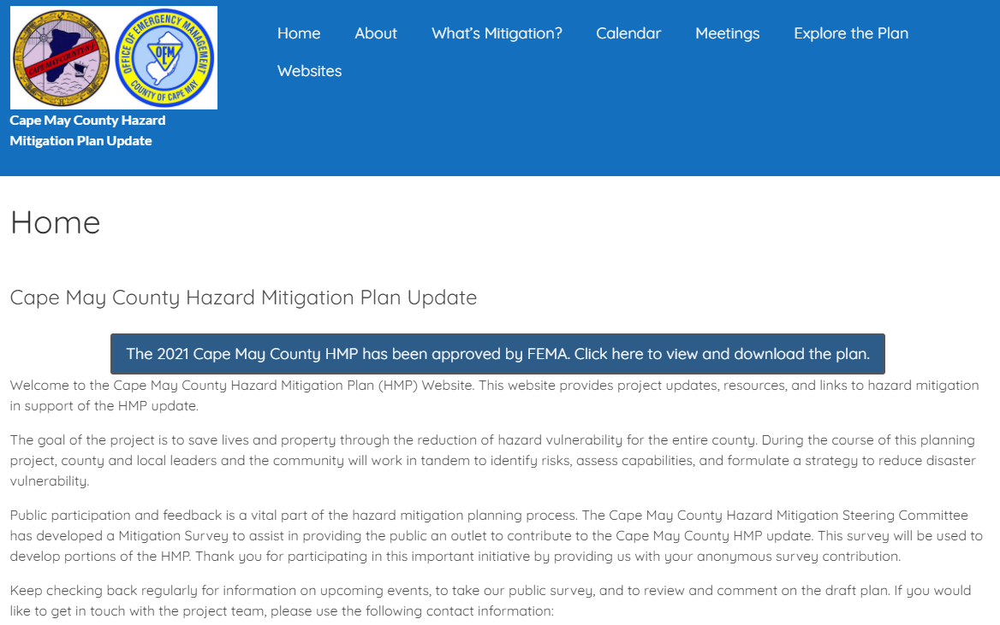 CAPE MAY COUNTY N.J.
OFFICE OF EMERGENCY MANAGEMENT
OEM
COUNTY OF CAPE MAY
Cape May County Hazard
Mitigation Plan Update
Home About What's Mitigation? Calendar Meetings Explore the Plan
Websites
Home
Cape May County Hazard Mitigation Plan Update
The 2021 Cape May County HMP has been approved by FEMA. Click here to view and download the plan.
Welcome to the Cape May County Hazard Mitigation Plan (HMP) Website. This website provides project updates, resources, and links to hazard mitigation
in support of the HMP update.
The goal of the project is to save lives and property through the reduction of hazard vulnerability for the entire county. During the course of this planning
project, county and local leaders and the community will work in tandem to identify risks, assess capabilities, and formulate a strategy to reduce disaster
vulnerability.
Public participation and feedback is a vital part of the hazard mitigation planning process. The Cape May County Hazard Mitigation Steering Committee
has developed a Mitigation Survey to assist in providing the public an outlet to contribute to the Cape May County HMP update. This survey will be used to
develop portions of the HMP. Thank you for participating in this important initiative by providing us with your anonymous survey contribution.
Keep checking back regularly for information on upcoming events, to take our public survey, and to review and comment on the draft plan. If you would
like to get in touch with the project team, please use the following contact information: